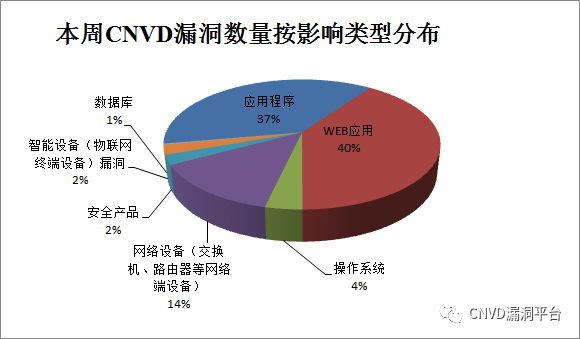 本周CNVD漏洞数量按影响类型分布
应用程序
37%
WEB应用
40%
数据库
1%
智能设备（物联网
终端设备）漏洞
2%
安全产品
2%
网络设备（交换
机、路由器等网络
端设备）
14%
操作系统
4%
CNVD漏洞平台